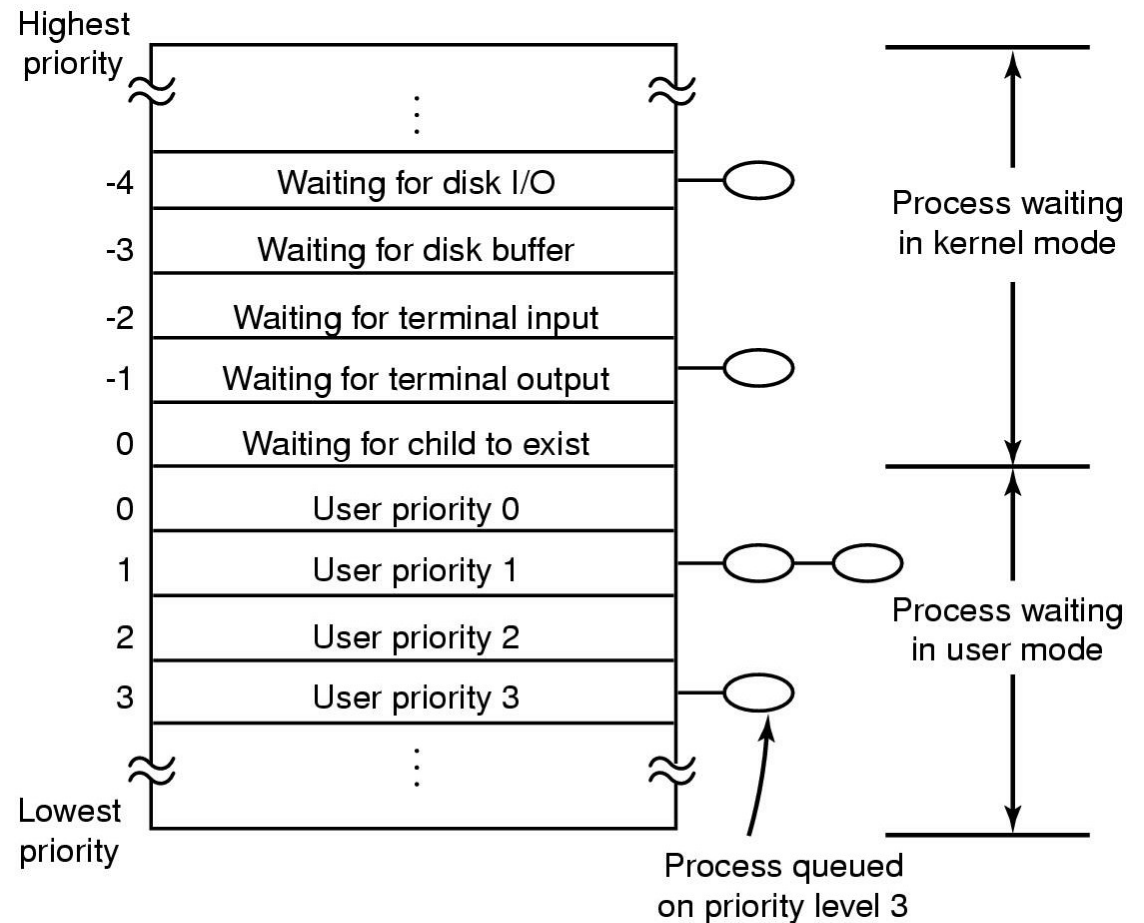 Highest
priority
-4 Waiting for disk I/O
-3 Waiting for disk buffer
-2 Waiting for terminal input
-1 Waiting for terminal output
0 Waiting for child to exist
0 User priority 0
1 User priority 1
2 User priority 2
3 User priority 3
Lowest
priority
Process waiting
in kernel mode
Process waiting
in user mode
Process queued
on priority level 3